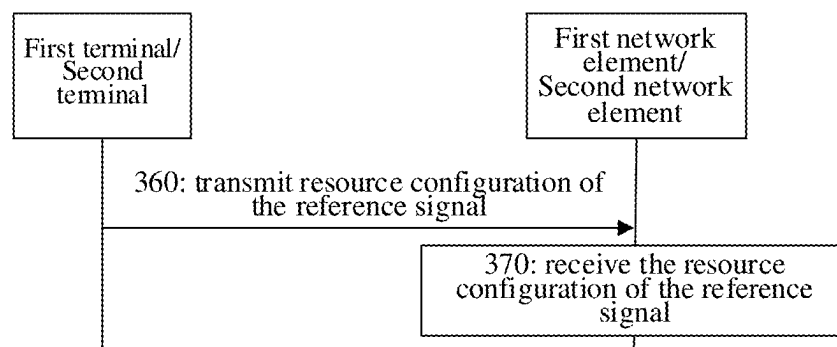 First terminal/
Second
terminal
First network
element/
Second network
element
360: transmit resource configuration of
the reference signal
370: receive the resource
configuration of the reference
signal